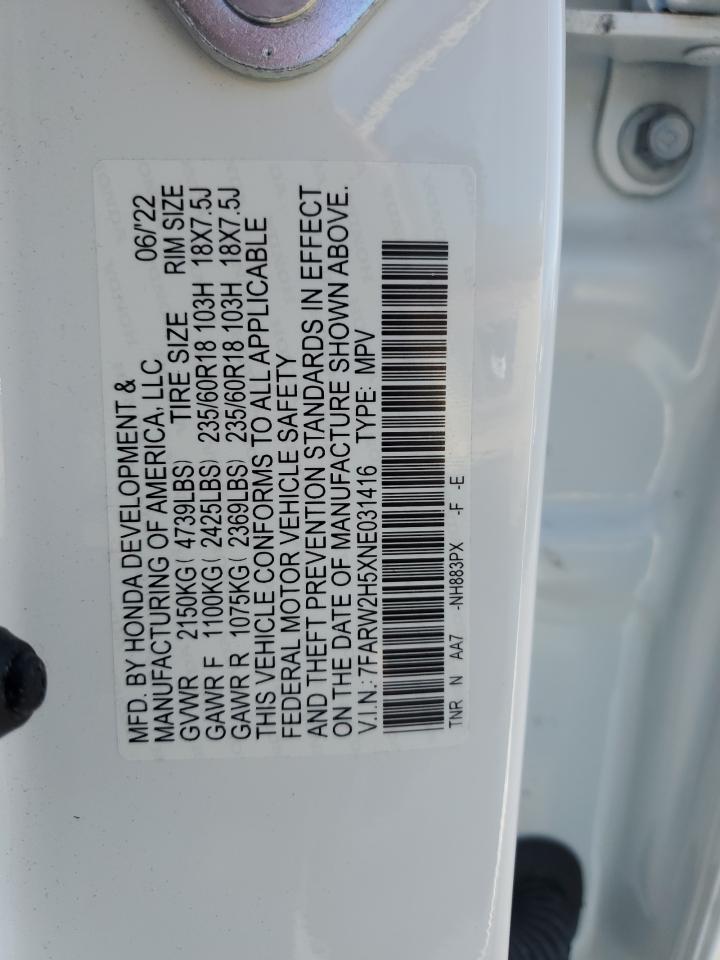 MFD. BY HONDA DEVELOPMENT &
MANUFACTURING OF AMERICA, LLC 06/'22
GVWR 2150KG( 4739LBS) TIRE SIZE RIM SIZE
GAWR F 1100KG( 2425LBS) 235/60R18 103H 18X7.5J
GAWR R 1075KG( 2369LBS) 235/60R18 103H 18X7.5J
THIS VEHICLE CONFORMS TO ALL APPLICABLE
FEDERAL MOTOR VEHICLE SAFETY
AND THEFT PREVENTION STANDARDS IN EFFECT
ON THE DATE OF MANUFACTURE SHOWN ABOVE.
V.I.N.: 7FARW2H5XNE031416 TYPE: MPV
TNR N AA7 -NH883PX -F -E